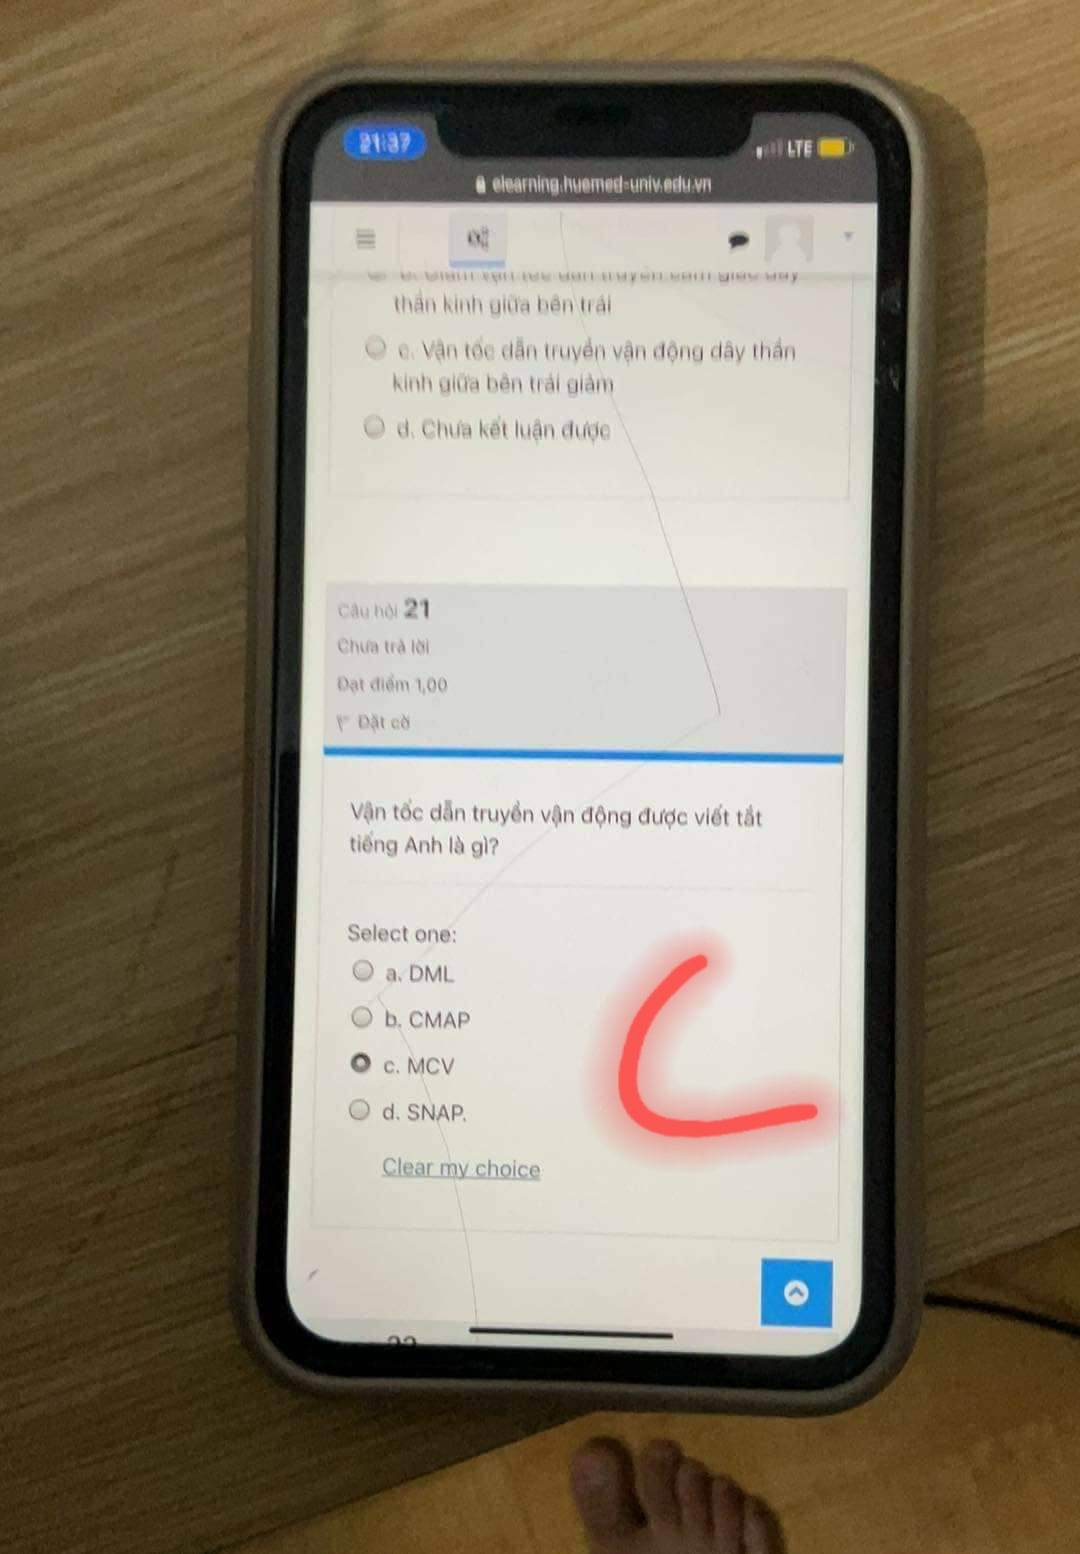 21:37
LTE
elearning.huemed-univ.edu.vn
thần kinh giữa bên trái
c. Vận tốc dẫn truyền vận động dây thần
kinh giữa bên trái giảm
d. Chưa kết luận được
Câu hỏi 21
Chưa trả lời
Đạt điểm 1,00
Đặt cờ
Vận tốc dẫn truyền vận động được viết tắt
tiếng Anh là gì?
Select one:
a. DML
b. CMAP
c. MCV
d. SNAP.
Clear my choice
C